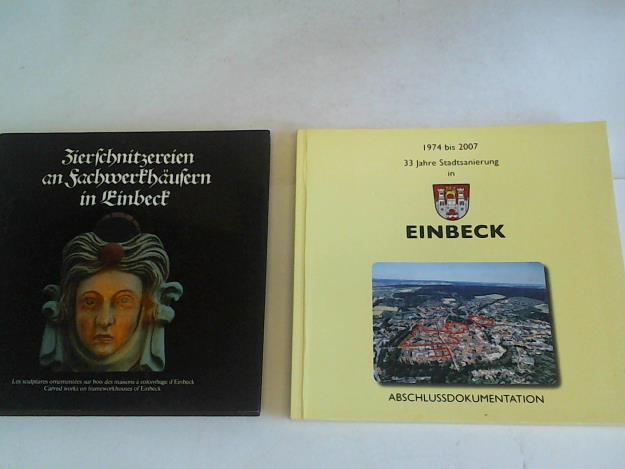 Zierschnitzereien
an Fachwerkhäusern
in Einbeck
Les sculptures ornementées sur bois des maisons à colombage d'Einbeck
Carved works on frameworkhouses of Einbeck
1974 bis 2007
33 Jahre Stadtsanierung
in
EINBECK
ABSCHLUSSDOKUMENTATION